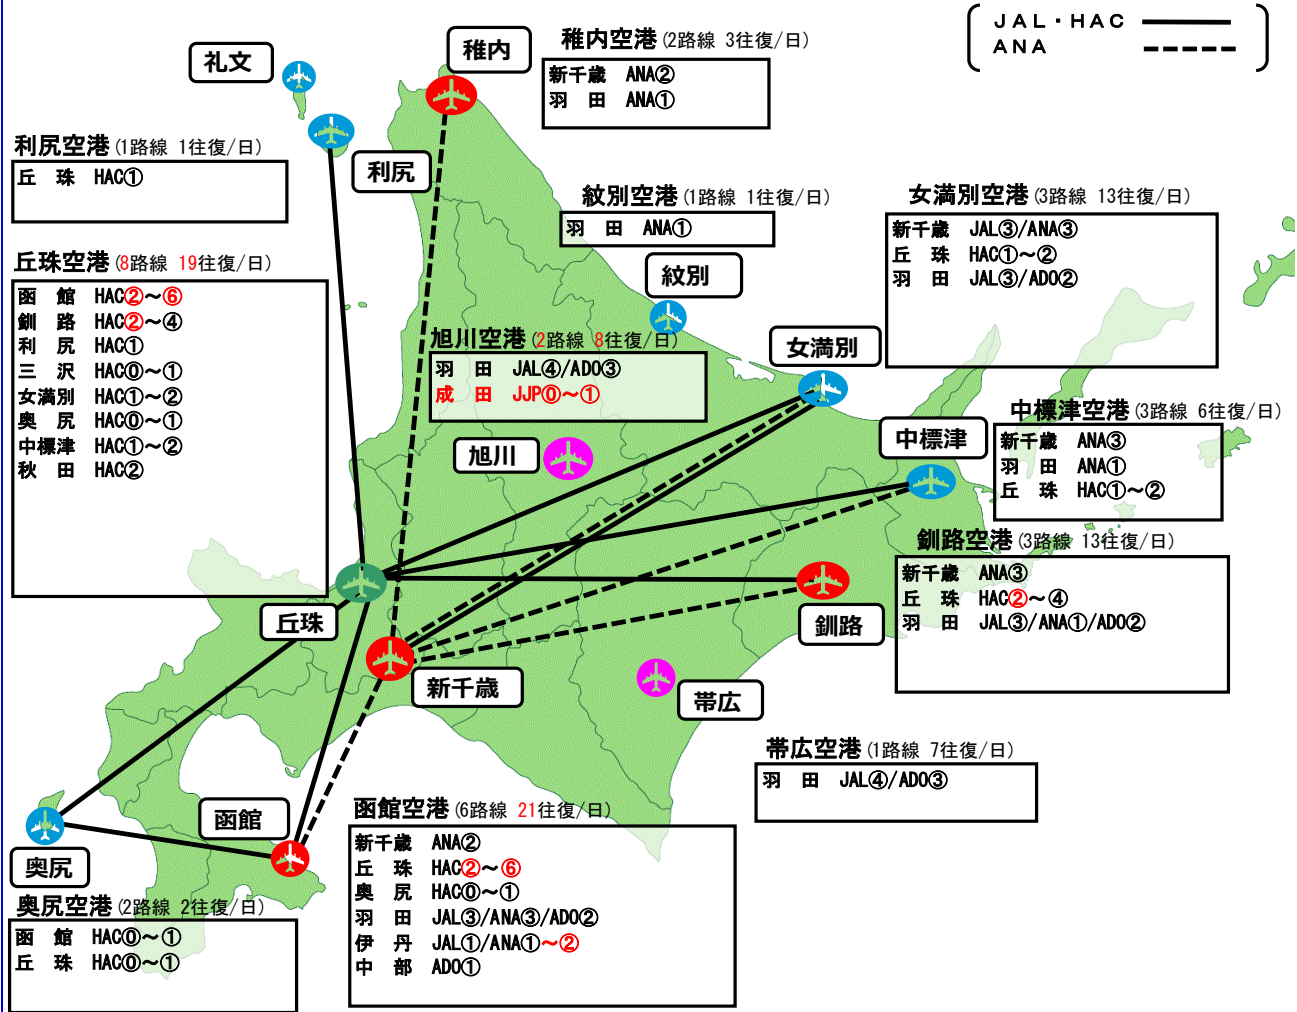 JAL・HAC
ANA
礼文
稚内
稚内空港(2路線 3往復/日)
新千歳 ANA②
羽 田 ANA①
利尻空港(1路線 1往復/日)
丘 珠 HAC①
利尻
紋別空港(1路線 1往復/日)
羽 田 ANA①
紋別
女満別空港(3路線 13往復/日)
新千歳 JAL③/ANA③
丘 珠 HAC①～②
羽 田 JAL③/ADO②
女満別
丘珠空港(8路線 19往復/日)
函 館 HAC②～⑥
釧 路 HAC②～④
利 尻 HAC①
三 沢 HAC⓪～①
女満別 HAC①～②
奥 尻 HAC⓪～①
中標津 HAC①～②
秋 田 HAC②
旭川空港(2路線 8往復/日)
羽 田 JAL④/ADO③
成 田 JJP⓪～①
旭川
中標津
中標津空港(3路線 6往復/日)
新千歳 ANA③
羽 田 ANA①
丘 珠 HAC①～②
釧路空港(3路線 13往復/日)
新千歳 ANA③
丘 珠 HAC②～④
羽 田 JAL③/ANA①/ADO②
釧路
丘珠
新千歳
帯広
帯広空港(1路線 7往復/日)
羽 田 JAL④/ADO③
函館
函館空港(6路線 21往復/日)
新千歳 ANA②
丘 珠 HAC②～⑥
奥 尻 HAC⓪～①
羽 田 JAL③/ANA③/ADO②
伊 丹 JAL①/ANA①～②
中 部 ADO①
奥尻
奥尻空港(2路線 2往復/日)
函 館 HAC⓪～①
丘 珠 HAC⓪～①